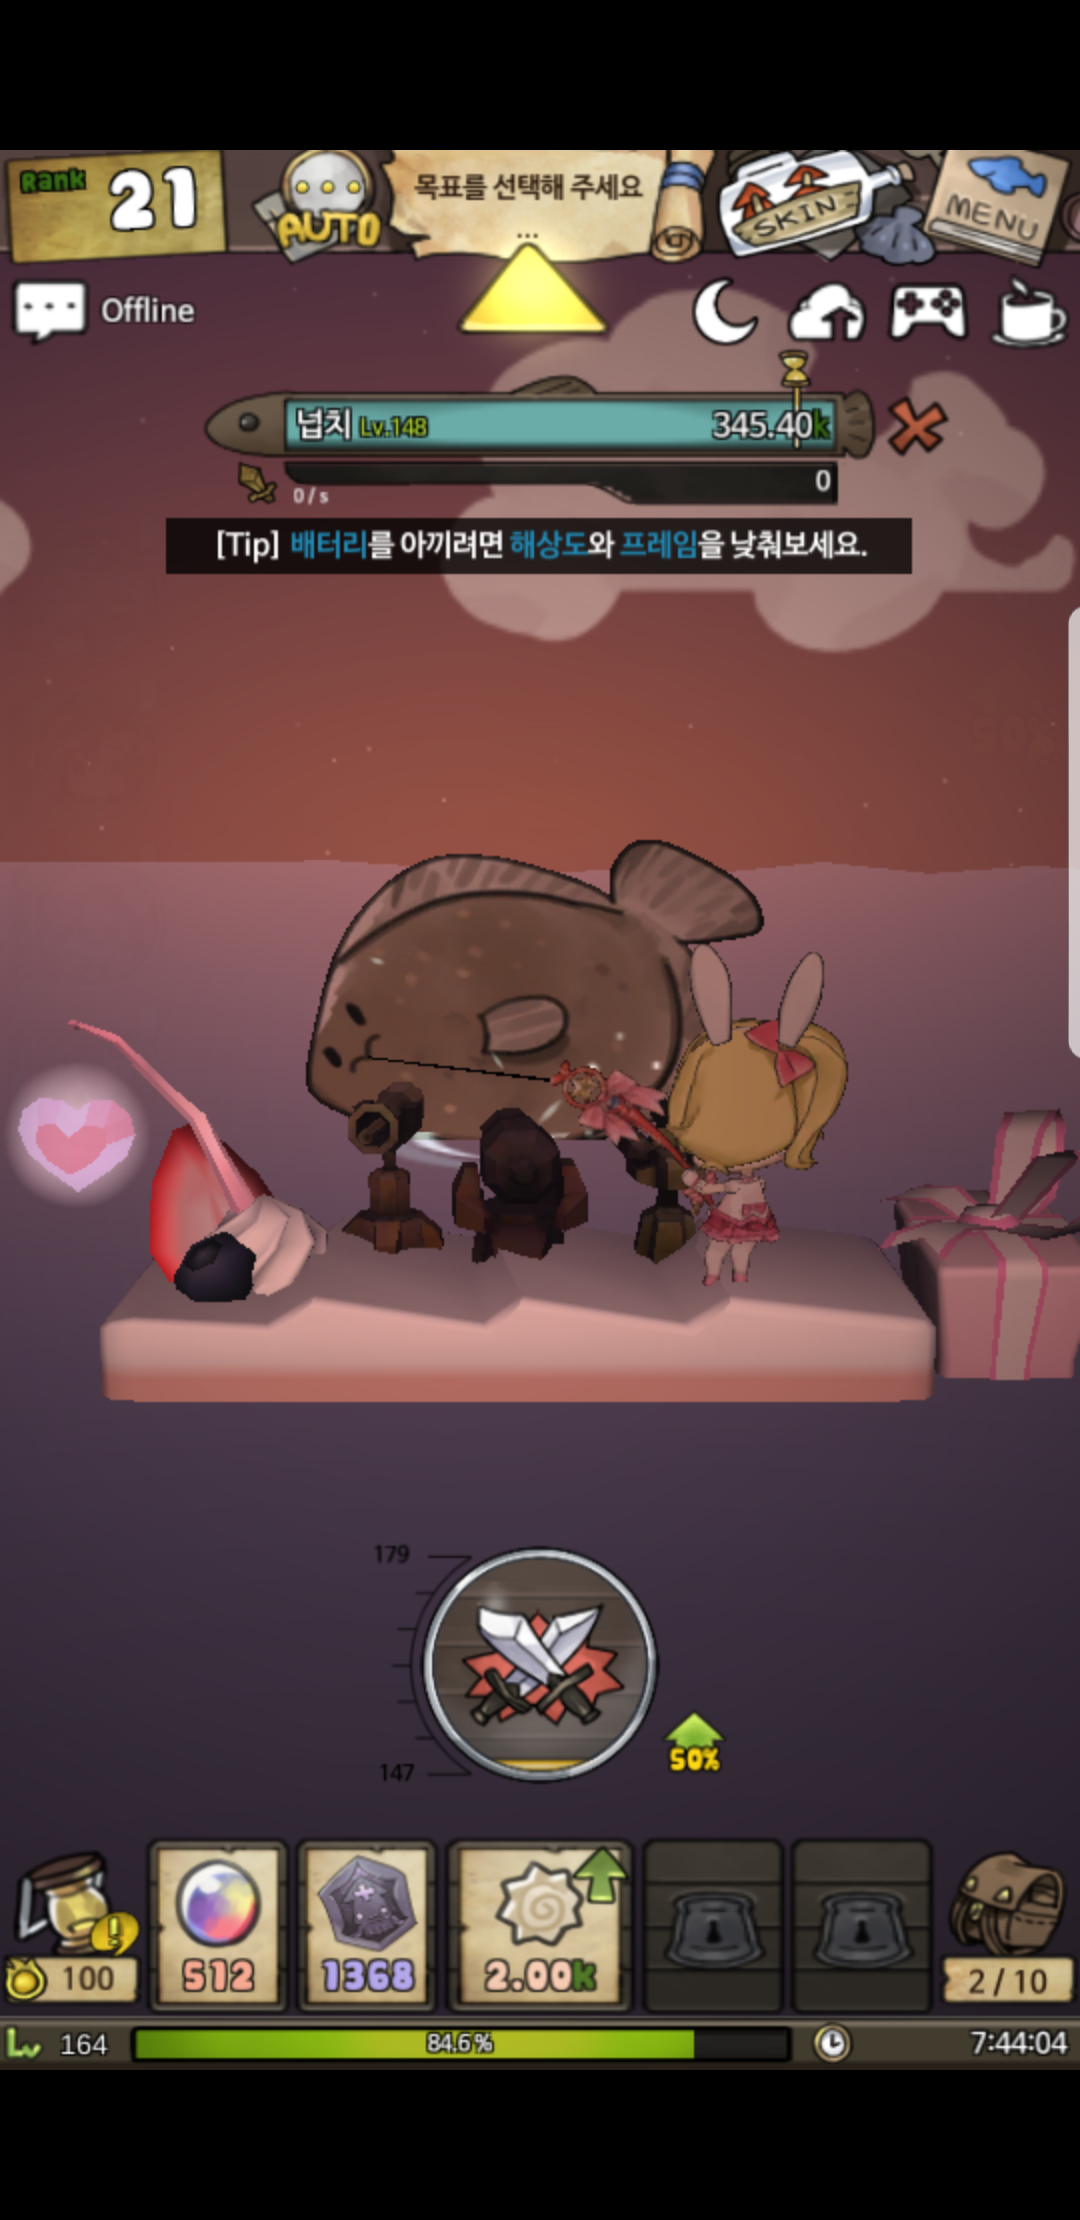 Rank 21
AUTO
목표를 선택해 주세요
...
SKIN
MENU
Offline
넙치 Lv.148 345.40k
0/s 0
[Tip] 배터리를 아끼려면 해상도와 프레임을 낮춰보세요.
179
147
50%
100
512
1368
2.00k
2/10
Lv 164 84.6% 7:44:04